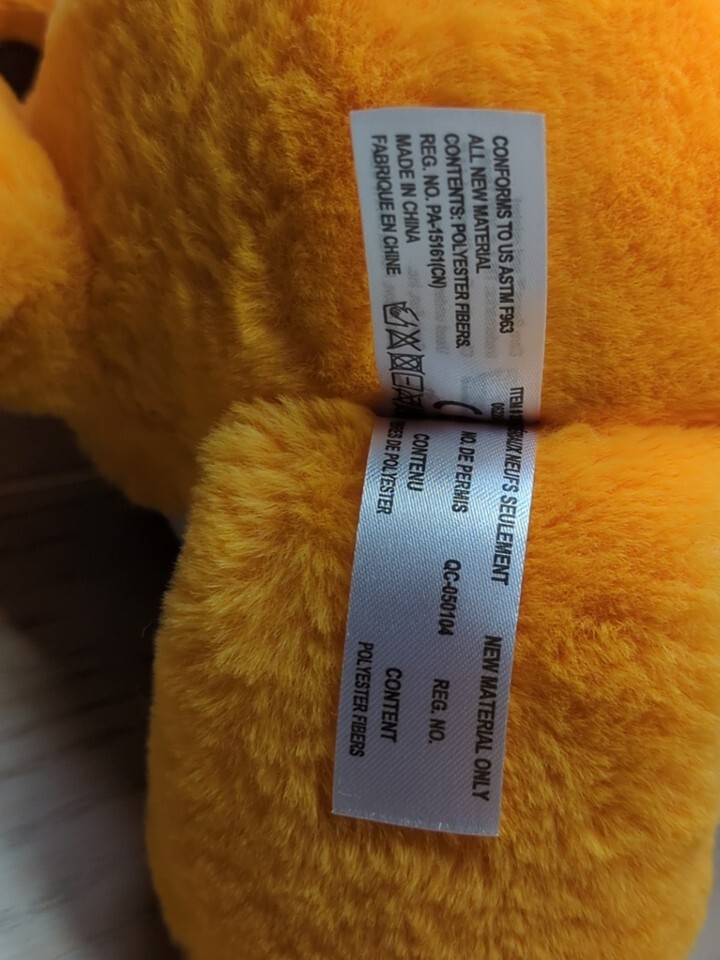 CONFORMS TO US ASTM F963
ALL NEW MATERIAL
CONTENTS: POLYESTER FIBERS
REG. NO. PA-15161(CN)
MADE IN CHINA
FABRIQUE EN CHINE
NEUFS SEULEMENT NEW MATERIAL ONLY
NO. DE PERMIS QC-050104 REG. NO.
CONTENU CONTENT
DE POLYESTER POLYESTER FIBERS